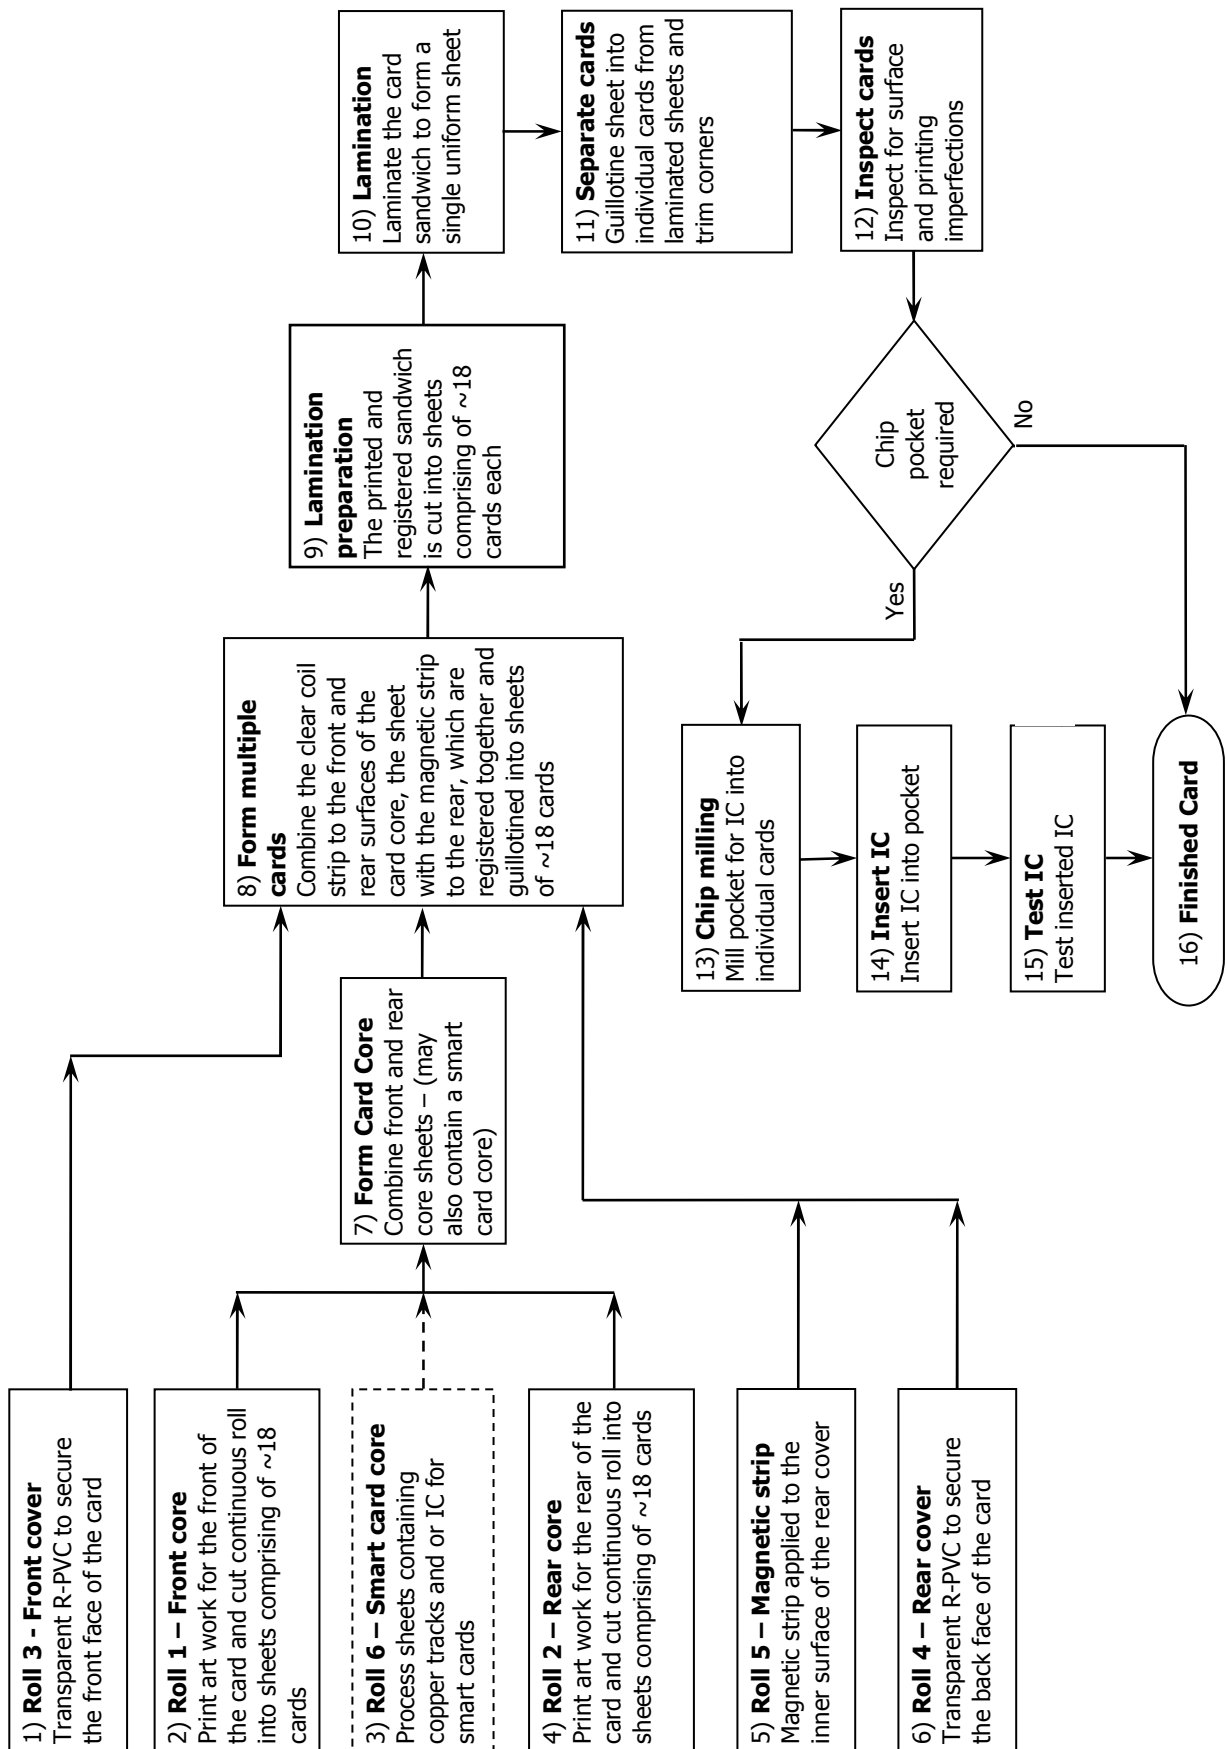 1) Roll 3 - Front cover
Transparent R-PVC to secure
the front face of the card
2) Roll 1 – Front core
Print art work for the front of
the card and cut continuous roll
into sheets comprising of ~18
cards
3) Roll 6 – Smart card core
Process sheets containing
copper tracks and or IC for
smart cards
4) Roll 2 – Rear core
Print art work for the rear of the
card and cut continuous roll into
sheets comprising of ~18 cards
5) Roll 5 – Magnetic strip
Magnetic strip applied to the
inner surface of the rear cover
6) Roll 4 – Rear cover
Transparent R-PVC to secure
the back face of the card
7) Form Card Core
Combine front and rear
core sheets – (may
also contain a smart
card core)
8) Form multiple
cards
Combine the clear coil
strip to the front and
rear surfaces of the
card core, the sheet
with the magnetic strip
to the rear, which are
registered together and
guillotined into sheets
of ~18 cards
9) Lamination
preparation
The printed and
registered sandwich
is cut into sheets
comprising of ~18
cards each
10) Lamination
Laminate the card
sandwich to form a
single uniform sheet
11) Separate cards
Guillotine sheet into
individual cards from
laminated sheets and
trim corners
12) Inspect cards
Inspect for surface
and printing
imperfections
Chip
pocket
required
Yes
No
13) Chip milling
Mill pocket for IC into
individual cards
14) Insert IC
Insert IC into pocket
15) Test IC
Test inserted IC
16) Finished Card